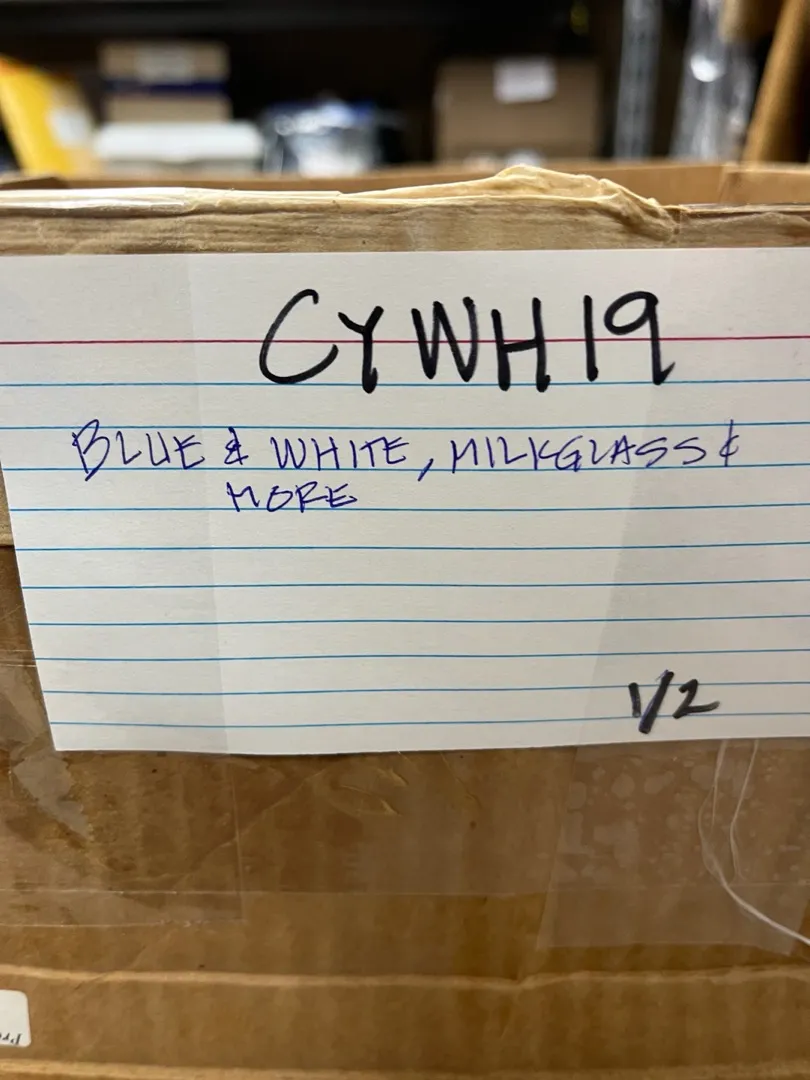 CYWH19
BLUE & WHITE, MILKGLASS &
MORE
1/2